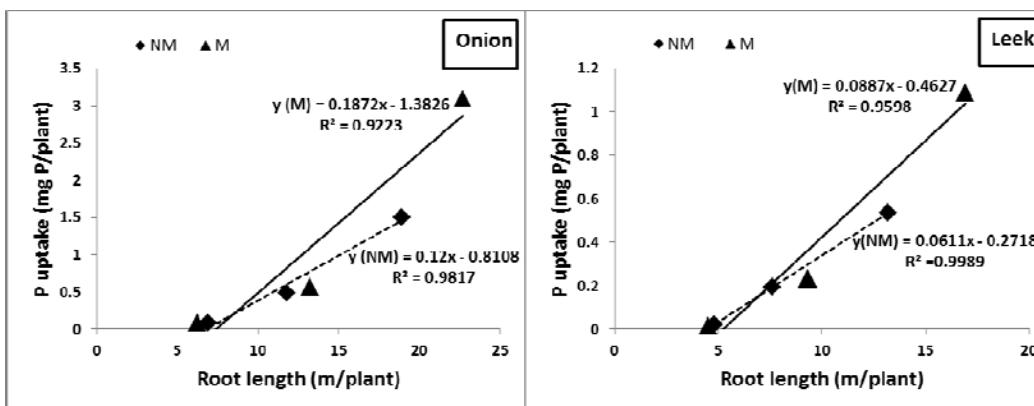 NM M
Onion
3.5
3
2.5
2
1.5
1
0.5
0
P uptake (mg P/plant)
y (M) = 0.1872x - 1.3826
R² = 0.9223
y (NM) = 0.12x - 0.8108
R² = 0.9817
0 5 10 15 20 25
Root length (m/plant)
NM M
Leek
1.2
1
0.8
0.6
0.4
0.2
0
P uptake (mg P/plant)
y(M) = 0.0887x - 0.4627
R² = 0.9598
y(NM) = 0.0611x - 0.2718
R² =0.9989
0 5 10 15 20
Root length (m/plant)